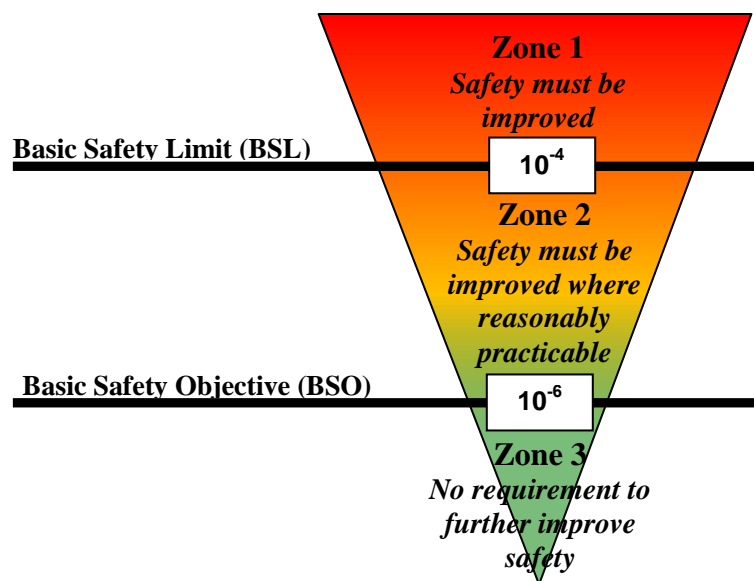 Zone 1
Safety must be
improved
Basic Safety Limit (BSL)
10⁻⁴
Zone 2
Safety must be
improved where
reasonably
practicable
Basic Safety Objective (BSO)
10⁻⁶
Zone 3
No requirement to
further improve
safety